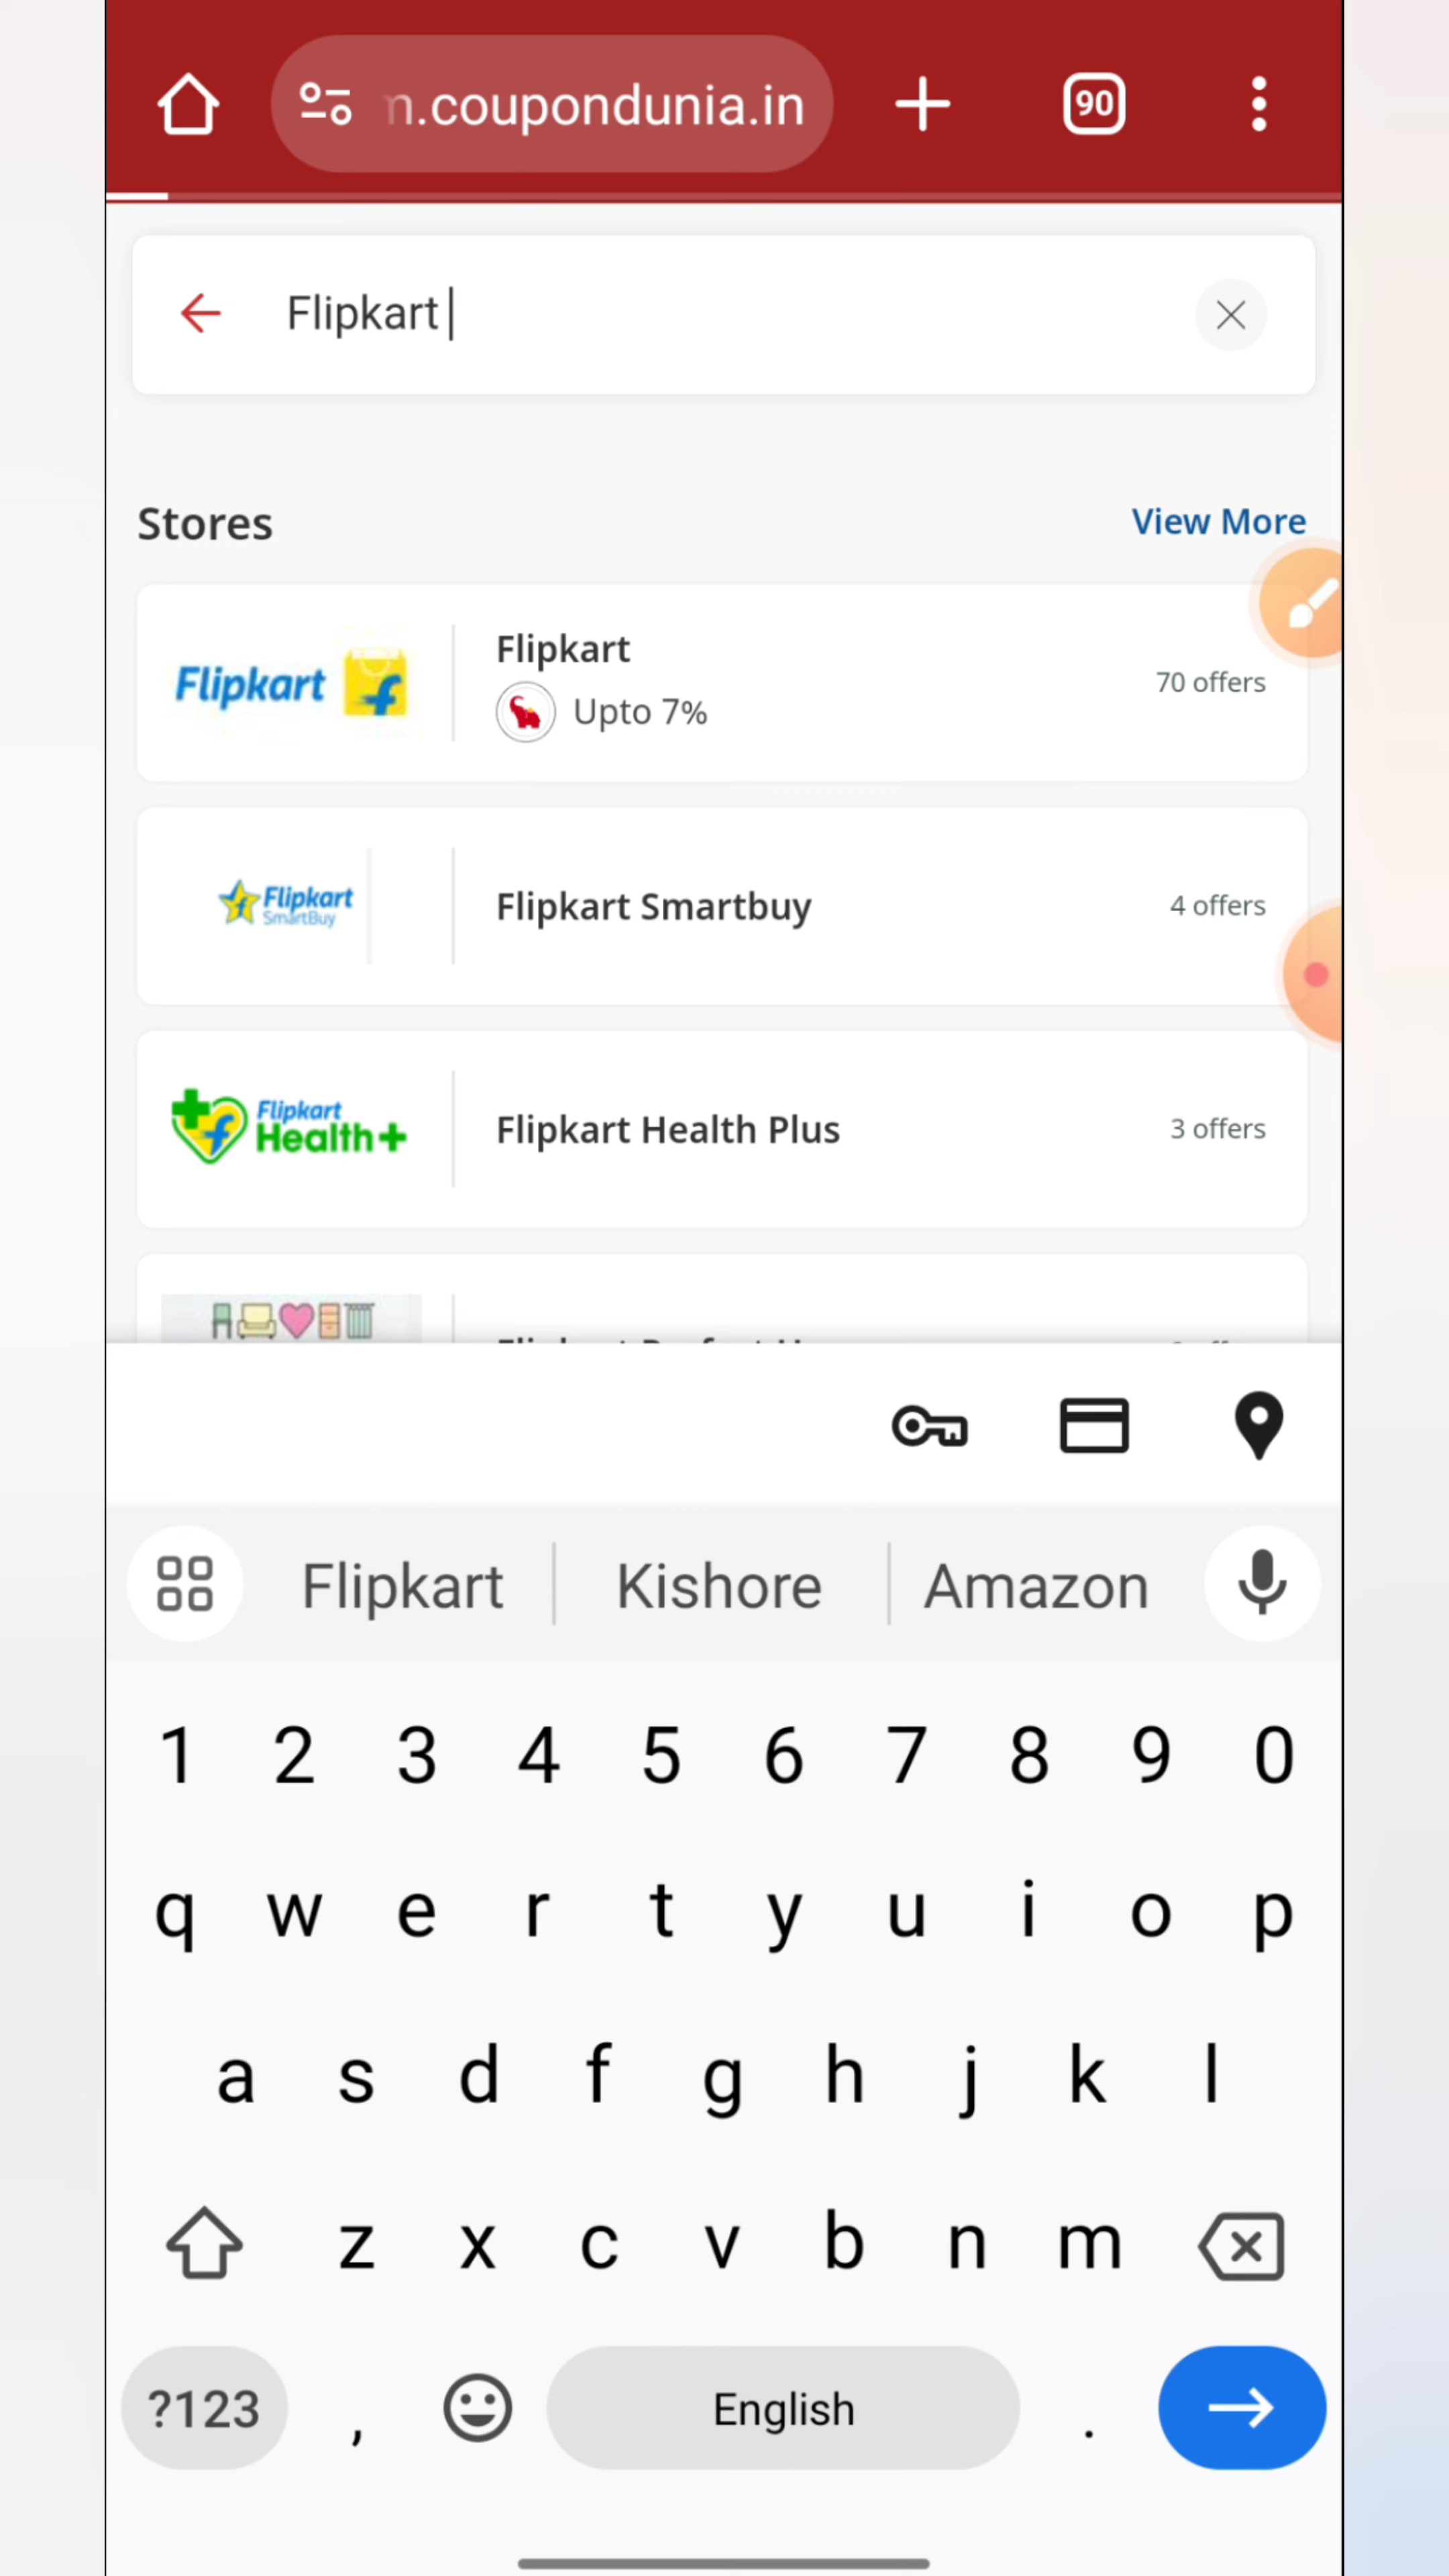 m.coupondunia.in
90
Flipkart
Stores
View More
Flipkart
Flipkart
Upto 7%
70 offers
Flipkart
SmartBuy
Flipkart Smartbuy
4 offers
Flipkart
Health+
Flipkart Health Plus
3 offers
Flipkart
Kishore
Amazon
1 2 3 4 5 6 7 8 9 0
q w e r t y u i o p
a s d f g h j k l
z x c v b n m
?123 , English .